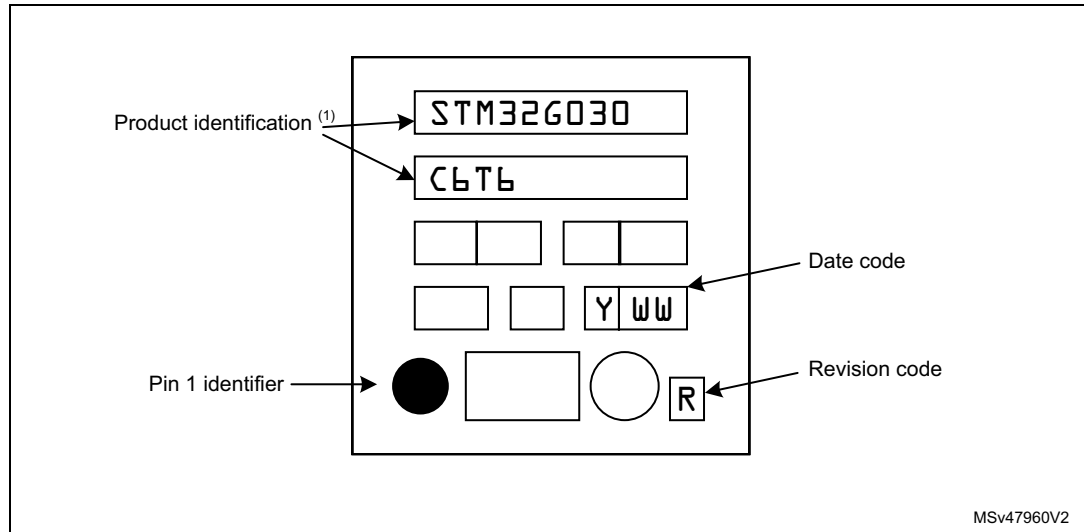 Product identification (1)
STM32G030
C6T6
Date code
Y WW
Pin 1 identifier
Revision code
R
MSv47960V2